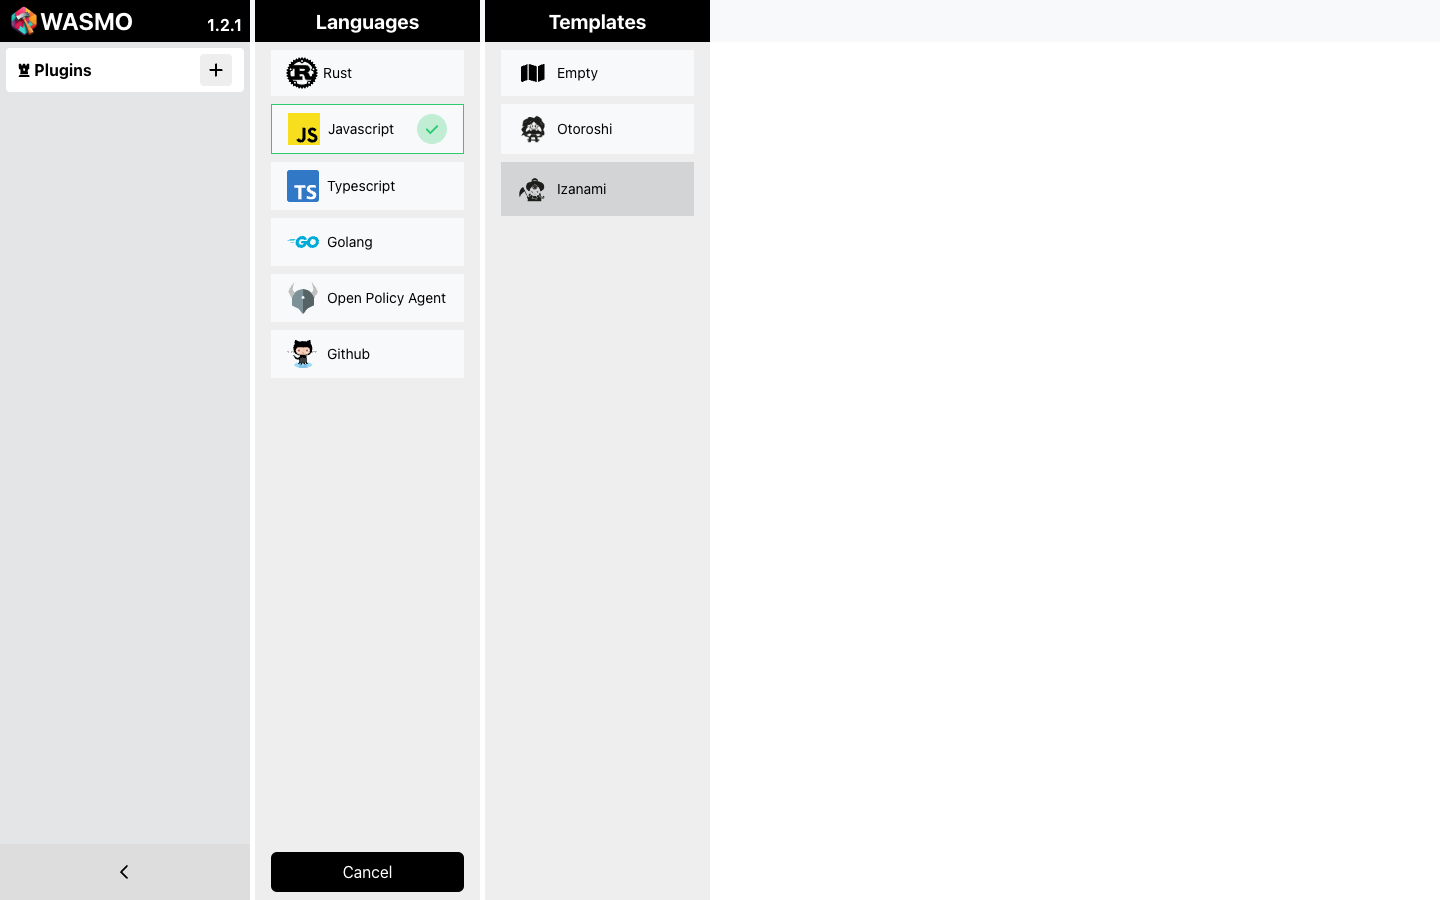 WASMO
1.2.1
Plugins
Languages
Rust
JS
Javascript
TS
Typescript
GO
Golang
Open Policy Agent
Github
Cancel
Templates
Empty
Otoroshi
Izanami